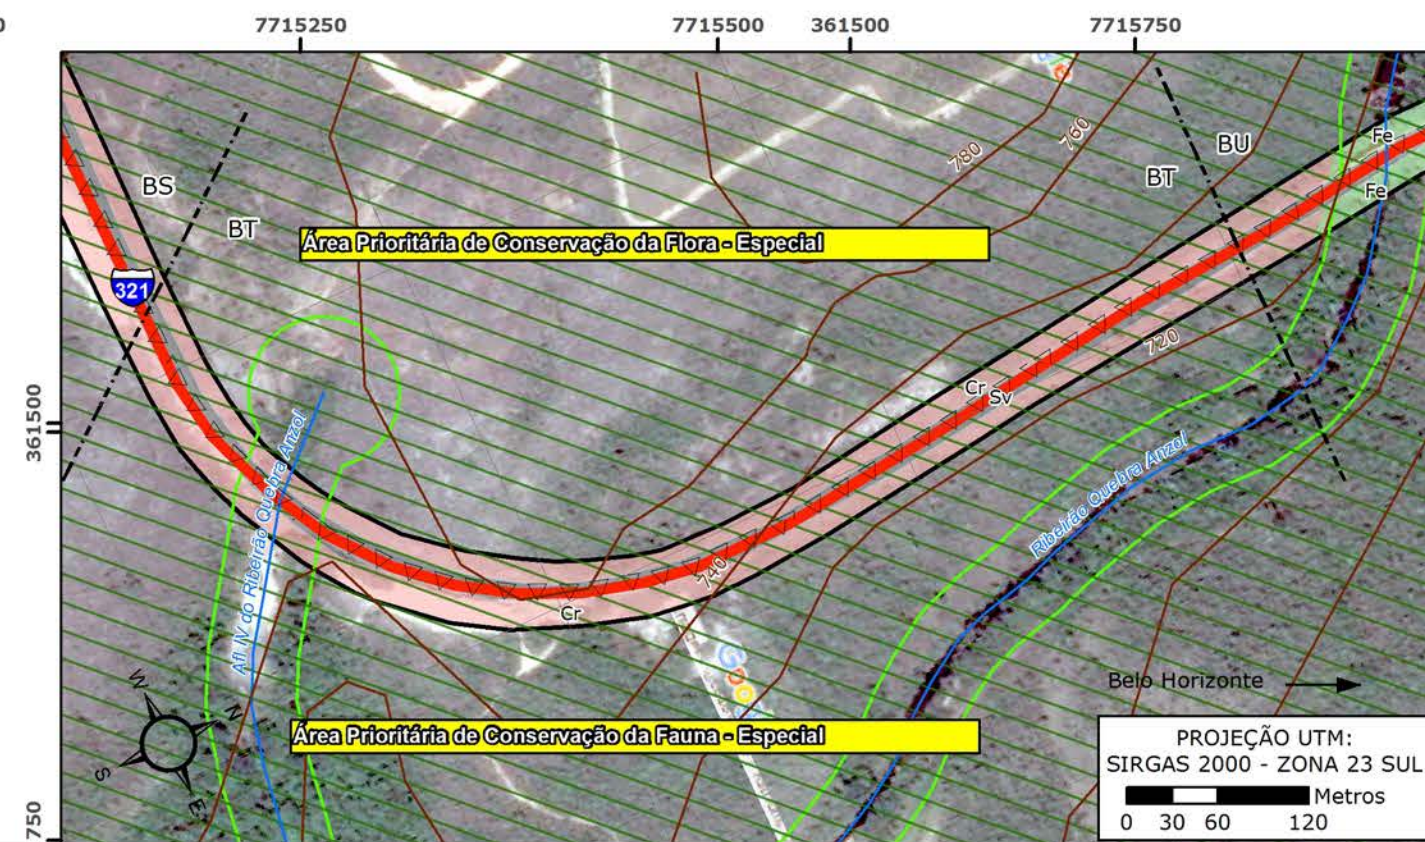 0
7715250
7715500
361500
7715750
BS
BT
Área Prioritária de Conservação da Flora - Especial
780
760
BU
BT
Fe
Fe
321
720
361500
Afl IV do Ribeirão Quebra Anzol
Cr
Sv
Ribeirão Quebra Anzol
740
Cr
Goo
W
N
S
E
Belo Horizonte
Área Prioritária de Conservação da Fauna - Especial
PROJEÇÃO UTM:
SIRGAS 2000 - ZONA 23 SUL
Metros
0 30 60 120
750